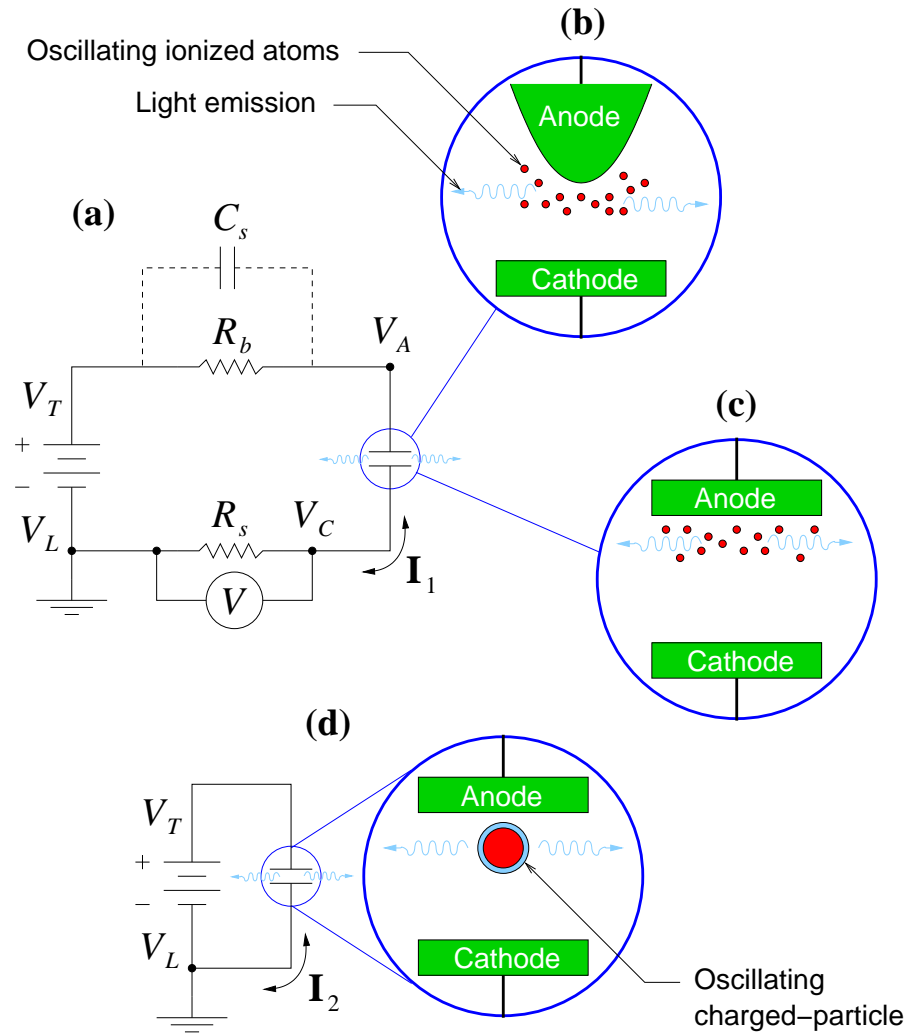 (b)
Oscillating ionized atoms
Light emission
Anode
Cathode
(a)
C_s
R_b
V_A
V_T
+
−
V_L
R_s
V_C
V
I_1
(c)
Anode
Cathode
(d)
V_T
+
−
V_L
I_2
Anode
Cathode
Oscillating
charged−particle